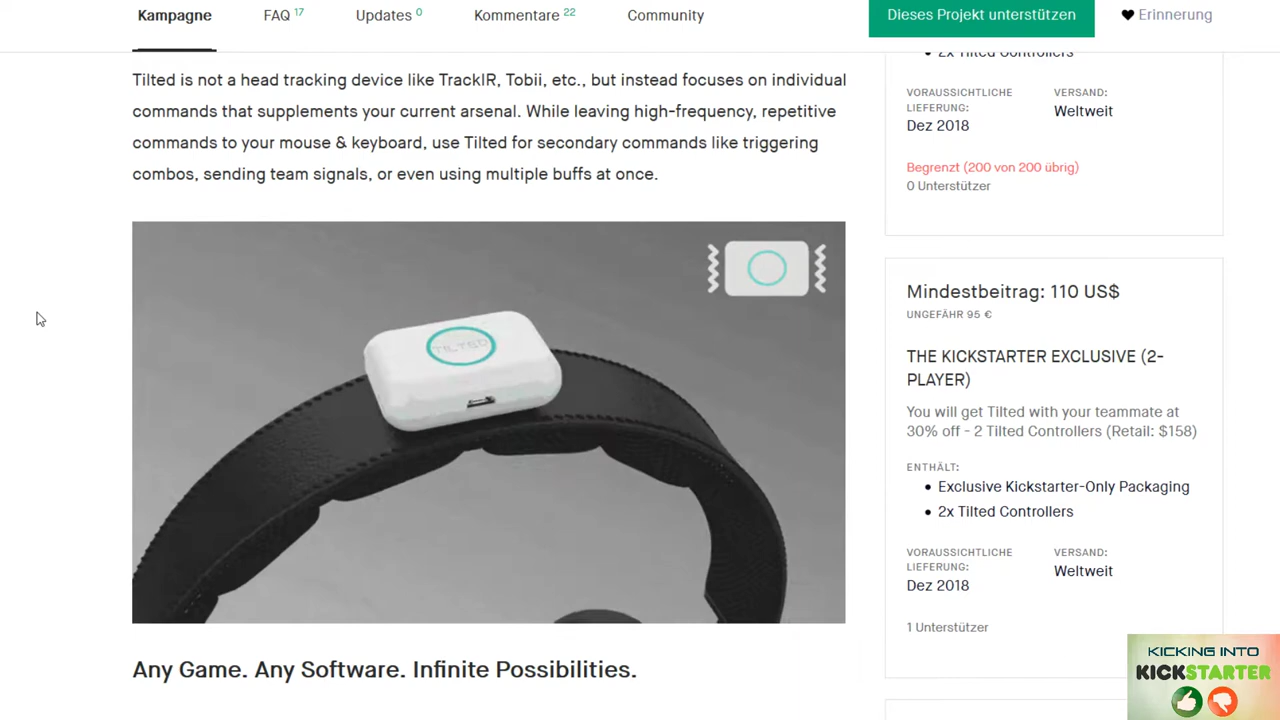 Kampagne FAQ 17 Updates 0 Kommentare 22 Community Dieses Projekt unterstützen Erinnerung
Tilted is not a head tracking device like TrackIR, Tobii, etc., but instead focuses on individual
commands that supplements your current arsenal. While leaving high-frequency, repetitive
commands to your mouse & keyboard, use Tilted for secondary commands like triggering
combos, sending team signals, or even using multiple buffs at once.
TILTED
Any Game. Any Software. Infinite Possibilities.
2x Tilted Controllers
VORAUSSICHTLICHE
LIEFERUNG:
Dez 2018
VERSAND:
Weltweit
Begrenzt (200 von 200 übrig)
0 Unterstützer
Mindestbeitrag: 110 US$
UNGEFÄHR 95 €
THE KICKSTARTER EXCLUSIVE (2-
PLAYER)
You will get Tilted with your teammate at
30% off - 2 Tilted Controllers (Retail: $158)
ENTHÄLT:
Exclusive Kickstarter-Only Packaging
2x Tilted Controllers
VORAUSSICHTLICHE
LIEFERUNG:
Dez 2018
VERSAND:
Weltweit
1 Unterstützer
KICKING INTO
KICKSTARTER